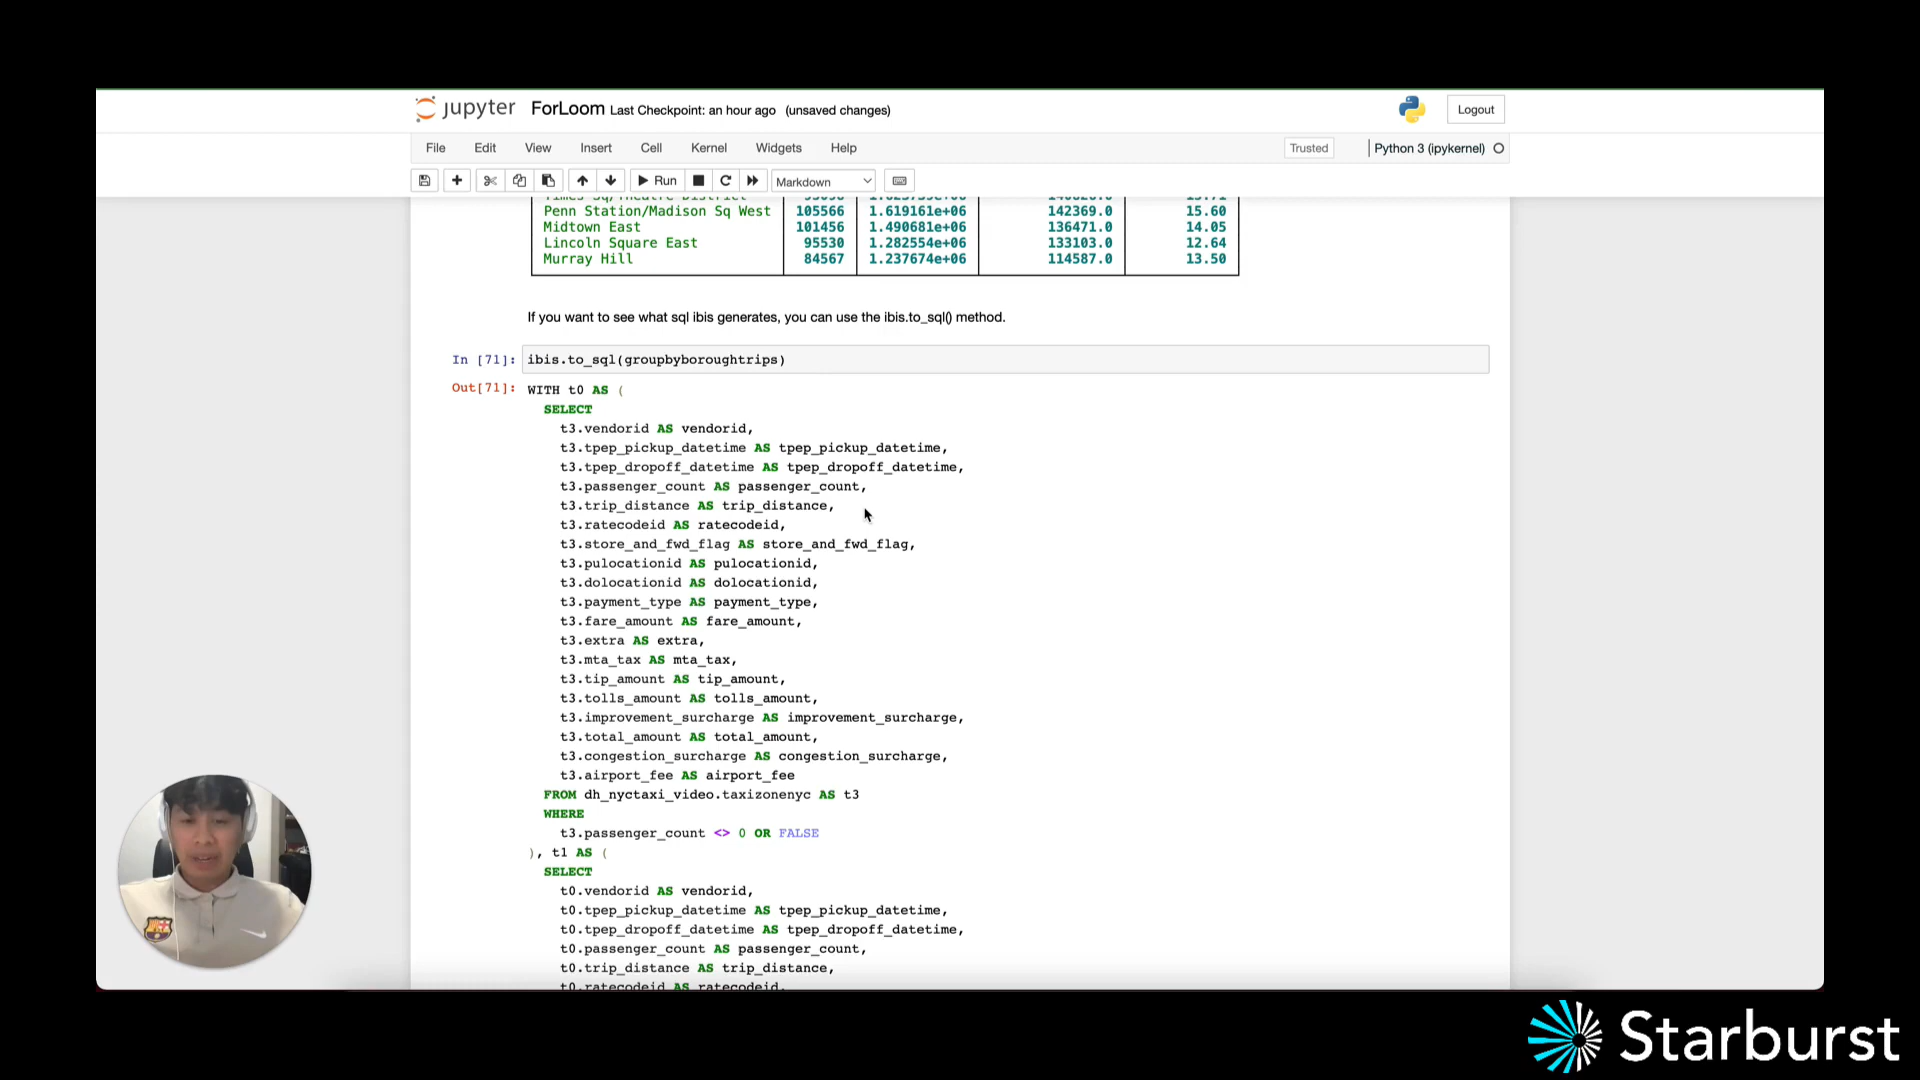 jupyter ForLoom Last Checkpoint: an hour ago (unsaved changes)
Logout
File Edit View Insert Cell Kernel Widgets Help
Trusted
Python 3 (ipykernel)
Run
Markdown
Times Sq/Theatre District
Penn Station/Madison Sq West 105566 1.619161e+06 142369.0 15.60
Midtown East 101456 1.490681e+06 136471.0 14.05
Lincoln Square East 95530 1.282554e+06 133103.0 12.64
Murray Hill 84567 1.237674e+06 114587.0 13.50
If you want to see what sql ibis generates, you can use the ibis.to_sql() method.
In [71]: ibis.to_sql(groupbyboroughtrips)
Out[71]: WITH t0 AS (
SELECT
t3.vendorid AS vendorid,
t3.tpep_pickup_datetime AS tpep_pickup_datetime,
t3.tpep_dropoff_datetime AS tpep_dropoff_datetime,
t3.passenger_count AS passenger_count,
t3.trip_distance AS trip_distance,
t3.ratecodeid AS ratecodeid,
t3.store_and_fwd_flag AS store_and_fwd_flag,
t3.pulocationid AS pulocationid,
t3.dolocationid AS dolocationid,
t3.payment_type AS payment_type,
t3.fare_amount AS fare_amount,
t3.extra AS extra,
t3.mta_tax AS mta_tax,
t3.tip_amount AS tip_amount,
t3.tolls_amount AS tolls_amount,
t3.improvement_surcharge AS improvement_surcharge,
t3.total_amount AS total_amount,
t3.congestion_surcharge AS congestion_surcharge,
t3.airport_fee AS airport_fee
FROM dh_nyctaxi_video.taxizonenyc AS t3
WHERE
t3.passenger_count <> 0 OR FALSE
), t1 AS (
SELECT
t0.vendorid AS vendorid,
t0.tpep_pickup_datetime AS tpep_pickup_datetime,
t0.tpep_dropoff_datetime AS tpep_dropoff_datetime,
t0.passenger_count AS passenger_count,
t0.trip_distance AS trip_distance,
t0.ratecodeid AS ratecodeid,
Starburst